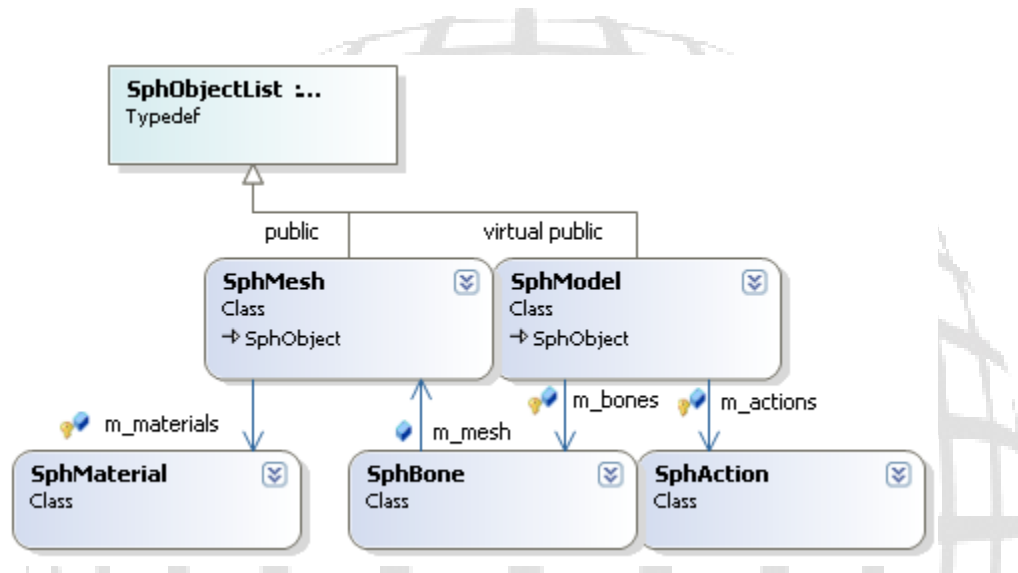 SphObjectList :...
Typedef
public
virtual public
SphMesh
Class
SphObject
SphModel
Class
SphObject
m_materials
m_mesh
m_bones
m_actions
SphMaterial
Class
SphBone
Class
SphAction
Class